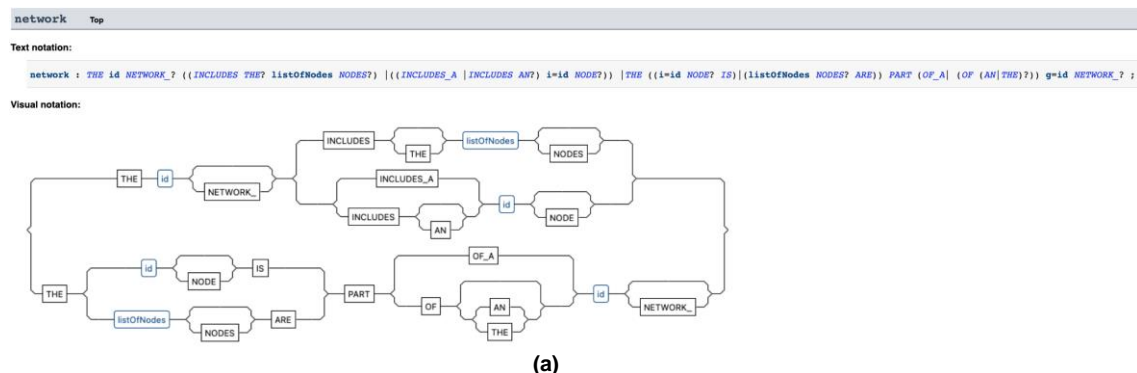 network Top
Text notation:
network : THE id NETWORK_? ((INCLUDES THE? listOfNodes NODES?) |((INCLUDES_A |INCLUDES AN?) i=id NODE?)) |THE ((i=id NODE? IS)|(listOfNodes NODES? ARE)) PART (OF_A| (OF (AN|THE)?)) g=id NETWORK_? ;
Visual notation:
INCLUDES THE listOfNodes NODES
THE id NETWORK_
INCLUDES_A
INCLUDES AN id NODE
OF_A
id NODE IS
THE PART OF AN THE id NETWORK_
listOfNodes NODES ARE
(a)